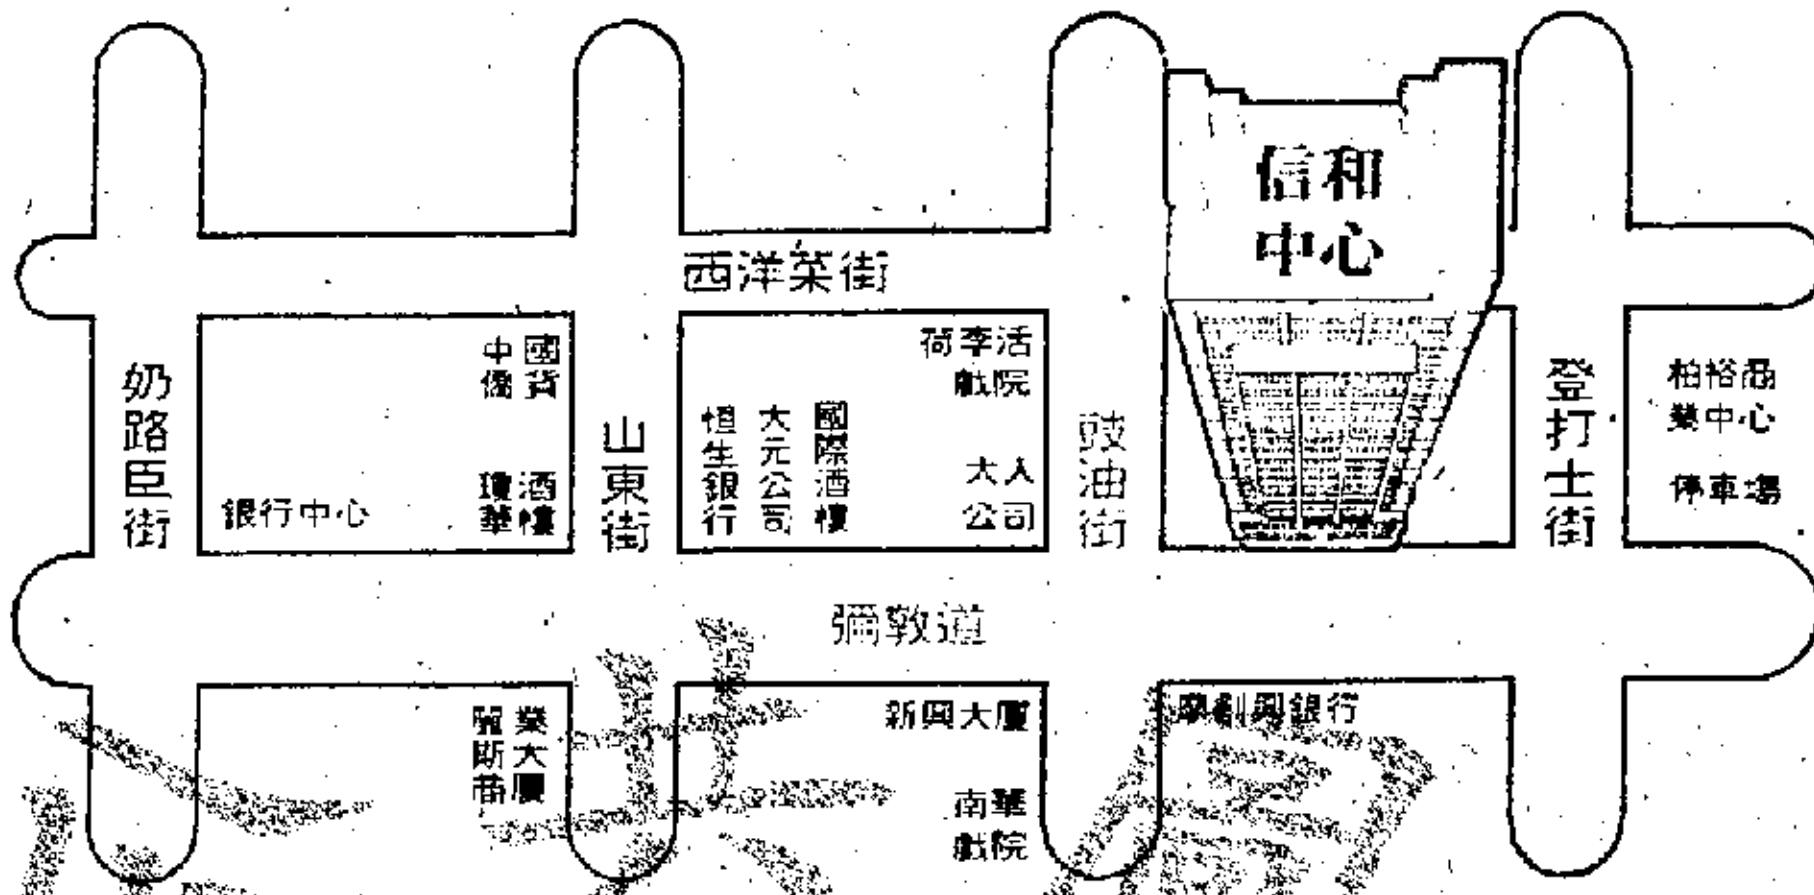 信和
中心
西洋菜街
奶路臣街
山東街
豉油街
登打士街
中僑
國貨
瓊華
酒樓
銀行中心
荷李活
戲院
恒生銀行
大元公司
國際酒樓
大人
公司
柏裕商
業中心
停車場
彌敦道
業大廈
新興大廈
南華
戲院
創興銀行